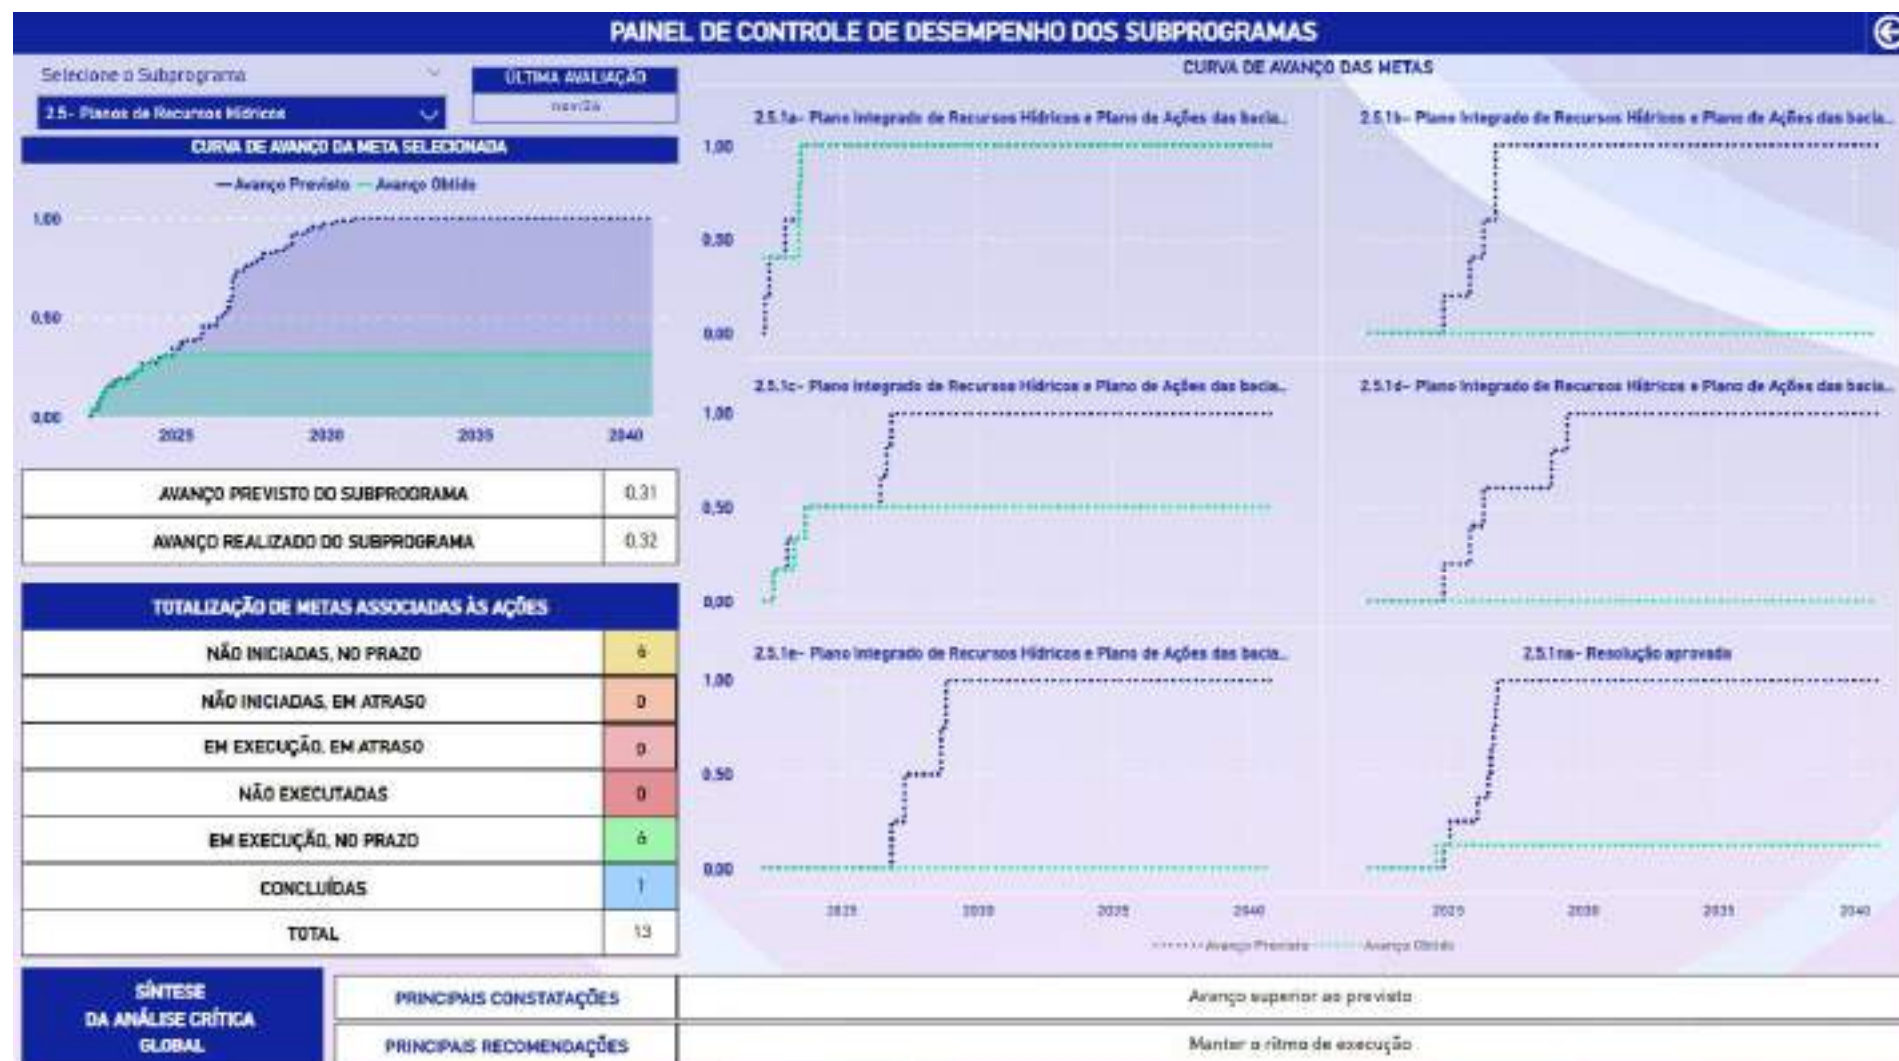 PAINEL DE CONTROLE DE DESEMPENHO DOS SUBPROGRAMAS
Selecione o Subprograma
2.5- Planos de Recursos Hídricos
ÚLTIMA AVALIAÇÃO
nov/24
CURVA DE AVANÇO DA META SELECIONADA
Avanço Previsto Avanço Obtido
1.00
0.50
0.00
2025 2030 2035 2040
AVANÇO PREVISTO DO SUBPROGRAMA 0.31
AVANÇO REALIZADO DO SUBPROGRAMA 0.32
TOTALIZAÇÃO DE METAS ASSOCIADAS ÀS AÇÕES
NÃO INICIADAS, NO PRAZO 6
NÃO INICIADAS, EM ATRASO 0
EM EXECUÇÃO, EM ATRASO 0
NÃO EXECUTADAS 0
EM EXECUÇÃO, NO PRAZO 6
CONCLUÍDAS 1
TOTAL 13
CURVA DE AVANÇO DAS METAS
2.5.1a- Plano Integrado de Recursos Hídricos e Plano de Ações das bacia...
2.5.1b- Plano Integrado de Recursos Hídricos e Plano de Ações das bacia...
1,00
0,50
0,00
2.5.1c- Plano Integrado de Recursos Hídricos e Plano de Ações das bacia...
2.5.1d- Plano Integrado de Recursos Hídricos e Plano de Ações das bacia...
1,00
0,50
0,00
2.5.1e- Plano Integrado de Recursos Hídricos e Plano de Ações das bacia...
2.5.1na- Resolução aprovada
1,00
0,50
0,00
2025 2030 2035 2040
2025 2030 2035 2040
Avanço Previsto Avanço Obtido
SÍNTESE
DA ANÁLISE CRÍTICA
GLOBAL
PRINCIPAIS CONSTATAÇÕES Avanço superior ao previsto
PRINCIPAIS RECOMENDAÇÕES Manter o ritmo de execução